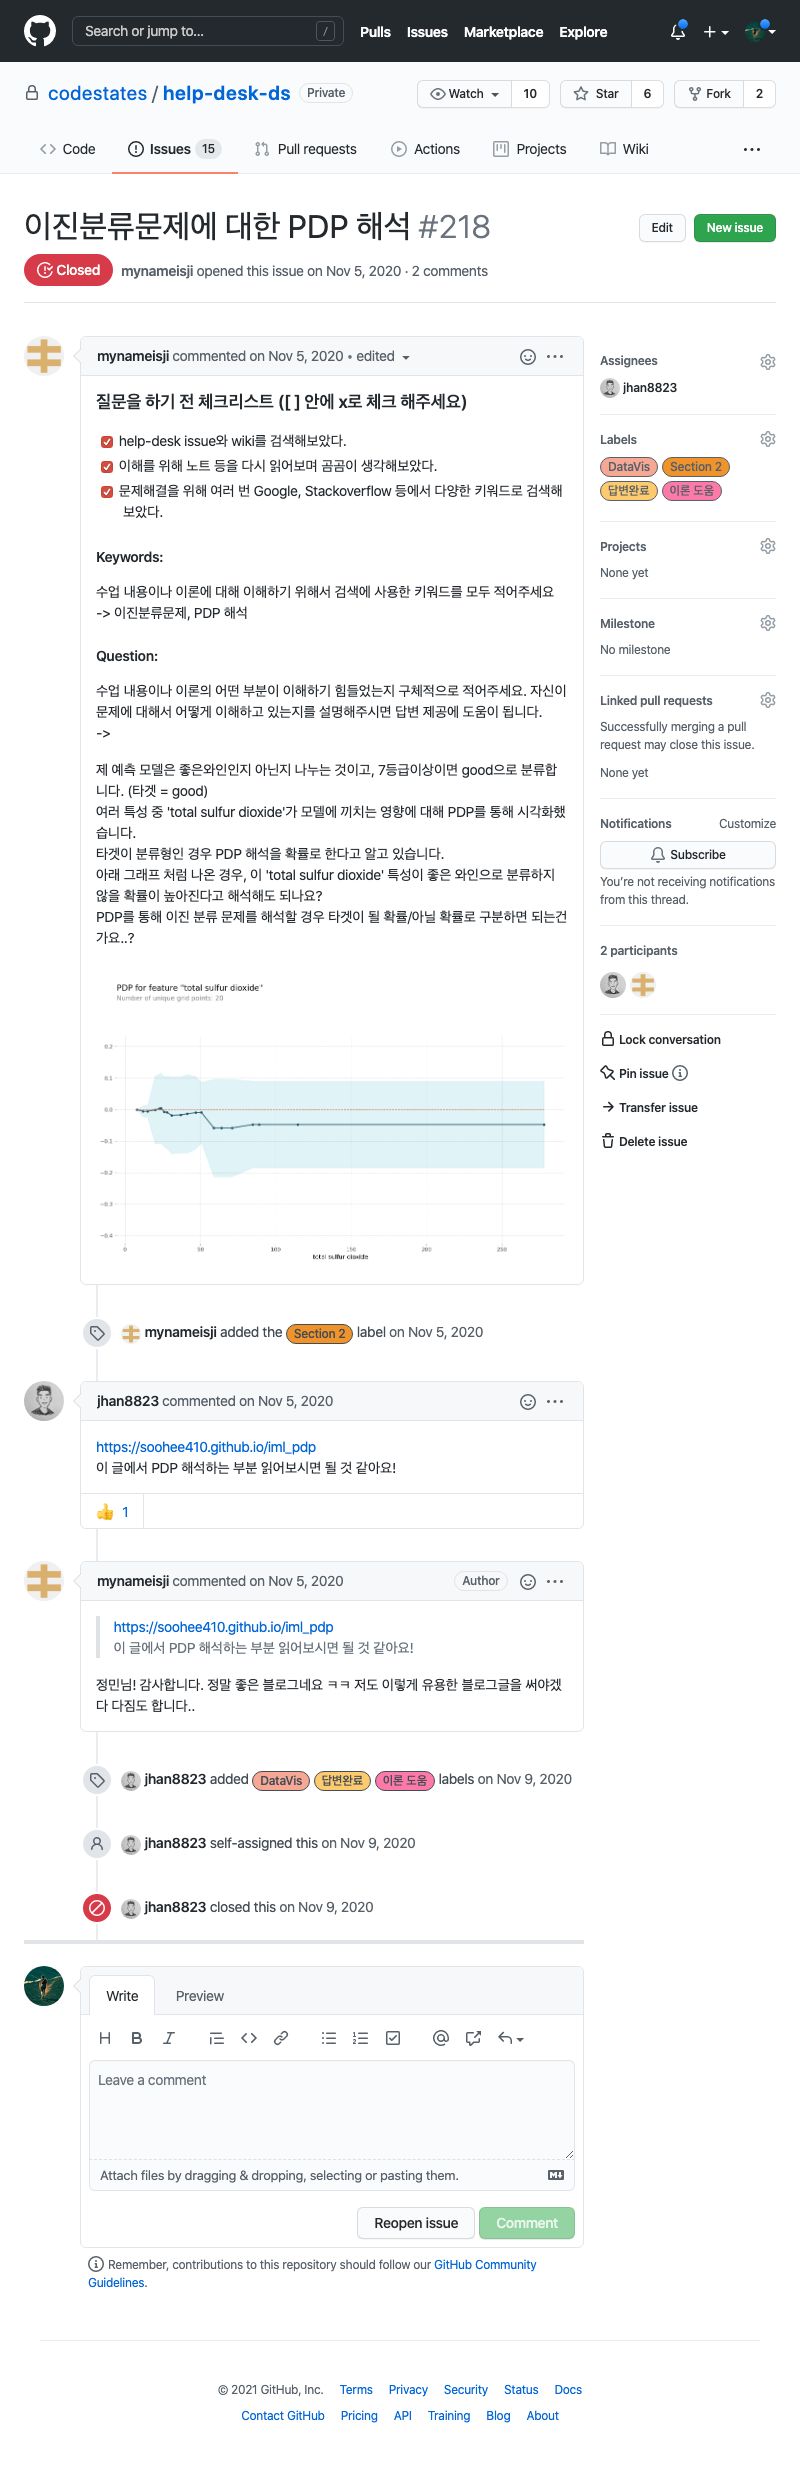 Search or jump to... /
Pulls Issues Marketplace Explore
codestates / help-desk-ds Private
Watch 10 Star 6 Fork 2
Code Issues 15 Pull requests Actions Projects Wiki ...
이진분류문제에 대한 PDP 해석 #218
Edit New issue
Closed mynameisji opened this issue on Nov 5, 2020 · 2 comments
mynameisji commented on Nov 5, 2020 • edited
질문을 하기 전 체크리스트 ([ ] 안에 x로 체크 해주세요)
help-desk issue와 wiki를 검색해보았다.
이해를 위해 노트 등을 다시 읽어보며 곰곰이 생각해보았다.
문제해결을 위해 여러 번 Google, Stackoverflow 등에서 다양한 키워드로 검색해
보았다.
Keywords:
수업 내용이나 이론에 대해 이해하기 위해서 검색에 사용한 키워드를 모두 적어주세요
-> 이진분류문제, PDP 해석
Question:
수업 내용이나 이론의 어떤 부분이 이해하기 힘들었는지 구체적으로 적어주세요. 자신이
문제에 대해서 어떻게 이해하고 있는지를 설명해주시면 답변 제공에 도움이 됩니다.
->
제 예측 모델은 좋은와인인지 아닌지 나누는 것이고, 7등급이상이면 good으로 분류합
니다. (타겟 = good)
여러 특성 중 'total sulfur dioxide'가 모델에 끼치는 영향에 대해 PDP를 통해 시각화했
습니다.
타겟이 분류형인 경우 PDP 해석을 확률로 한다고 알고 있습니다.
아래 그래프 처럼 나온 경우, 이 'total sulfur dioxide' 특성이 좋은 와인으로 분류하지
않을 확률이 높아진다고 해석해도 되나요?
PDP를 통해 이진 분류 문제를 해석할 경우 타겟이 될 확률/아닐 확률로 구분하면 되는건
가요..?
PDP for feature "total sulfur dioxide"
Number of unique grid points: 20
0.2
0.1
0.0
−0.1
−0.2
−0.3
−0.4
0 50 100 150 200 250
total sulfur dioxide
mynameisji added the Section 2 label on Nov 5, 2020
jhan8823 commented on Nov 5, 2020
https://soohee410.github.io/iml_pdp
이 글에서 PDP 해석하는 부분 읽어보시면 될 것 같아요!
👍 1
mynameisji commented on Nov 5, 2020 Author
https://soohee410.github.io/iml_pdp
이 글에서 PDP 해석하는 부분 읽어보시면 될 것 같아요!
정민님! 감사합니다. 정말 좋은 블로그네요 ㅋㅋ 저도 이렇게 유용한 블로그글을 써야겠
다 다짐도 합니다..
jhan8823 added DataVis 답변완료 이론 도움 labels on Nov 9, 2020
jhan8823 self-assigned this on Nov 9, 2020
jhan8823 closed this on Nov 9, 2020
Write Preview
H B I
Leave a comment
Attach files by dragging & dropping, selecting or pasting them.
Reopen issue Comment
Remember, contributions to this repository should follow our GitHub Community
Guidelines.
Assignees
jhan8823
Labels
DataVis Section 2
답변완료 이론 도움
Projects
None yet
Milestone
No milestone
Linked pull requests
Successfully merging a pull
request may close this issue.
None yet
Notifications Customize
Subscribe
You're not receiving notifications
from this thread.
2 participants
Lock conversation
Pin issue
Transfer issue
Delete issue
© 2021 GitHub, Inc. Terms Privacy Security Status Docs
Contact GitHub Pricing API Training Blog About